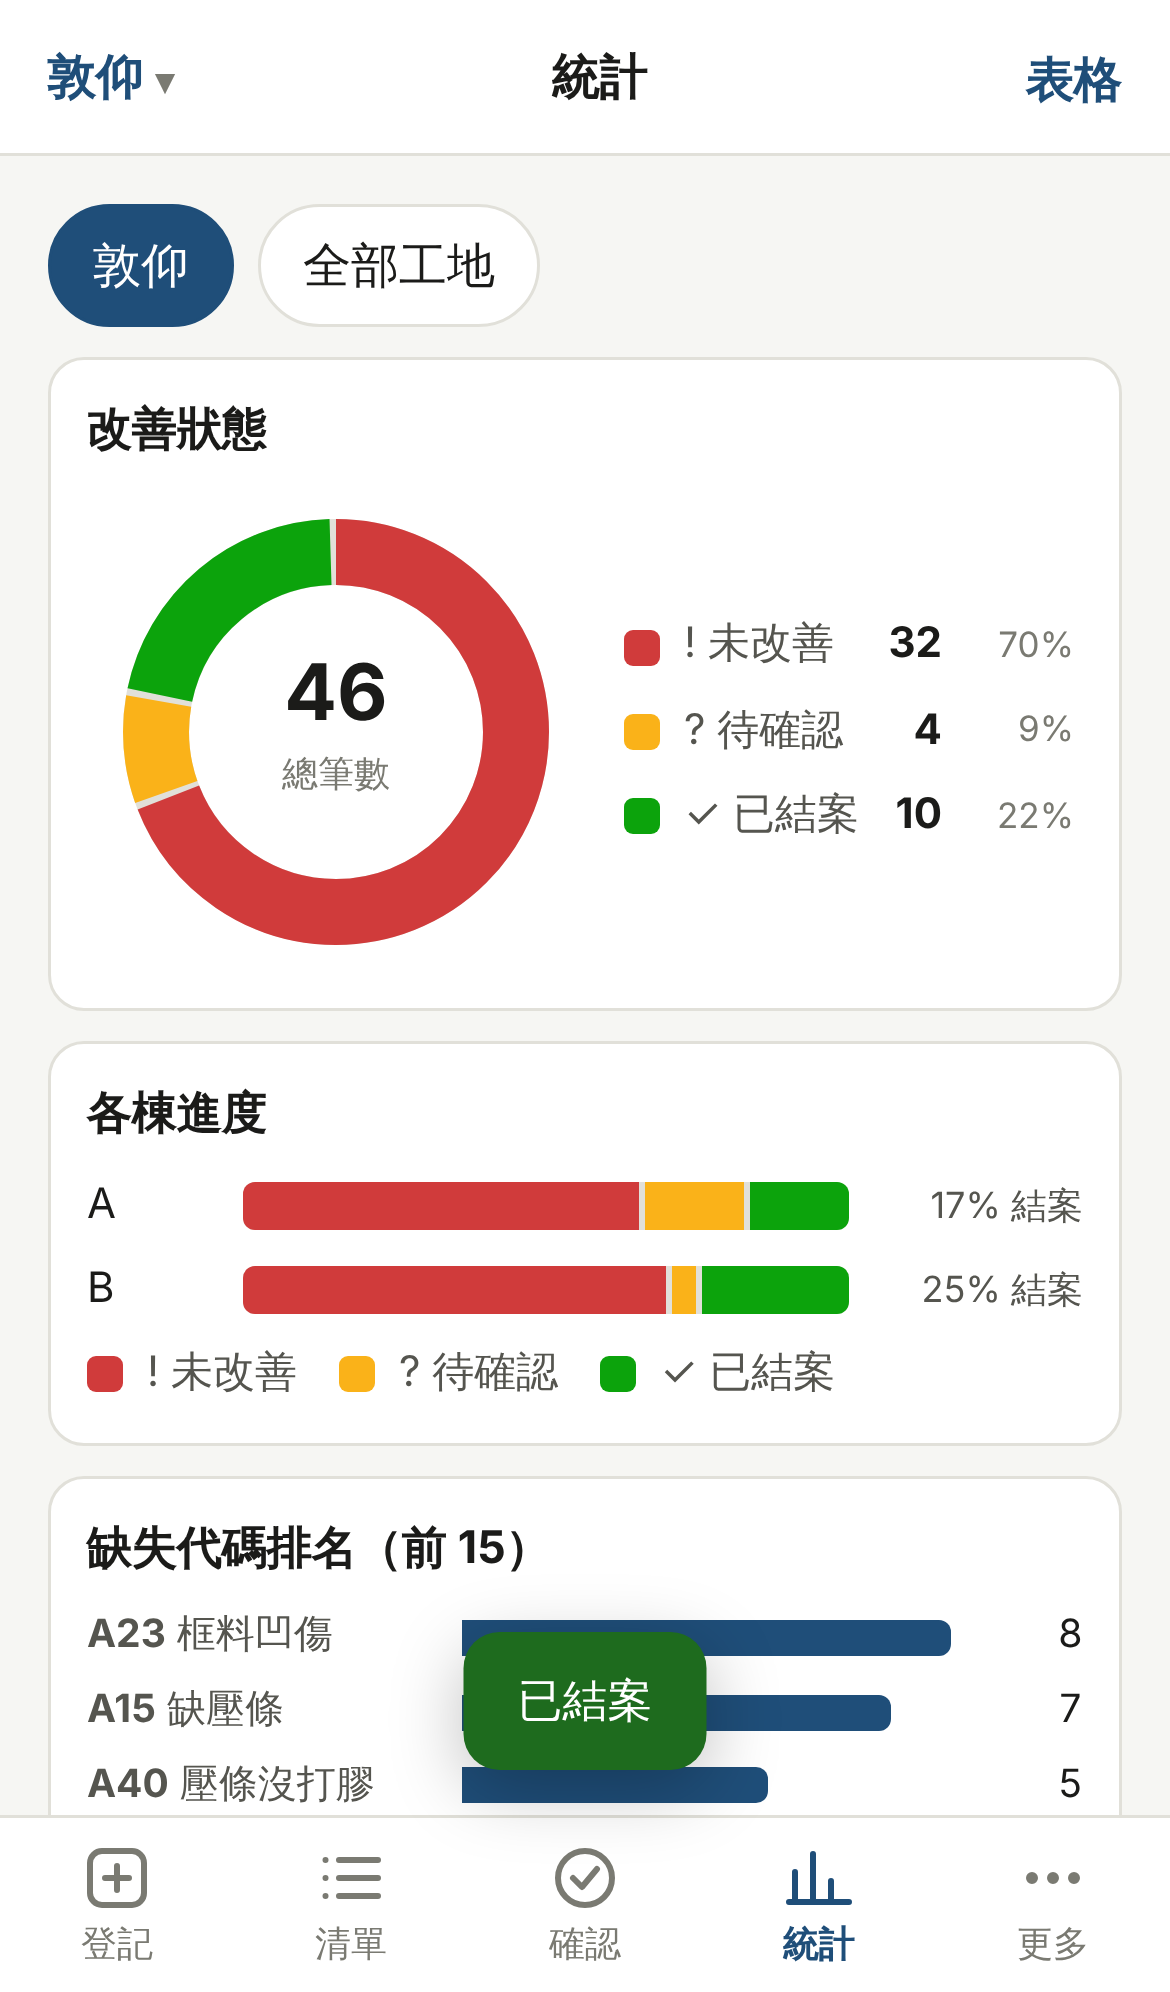 敦仰 ▼ 統計 表格
敦仰 全部工地
改善狀態
46
總筆數
! 未改善 32 70%
? 待確認 4 9%
✓ 已結案 10 22%
各棟進度
A 17% 結案
B 25% 結案
! 未改善 ? 待確認 ✓ 已結案
缺失代碼排名（前 15）
A23 框料凹傷 8
已結案
A15 缺壓條 7
A40 壓條沒打膠 5
登記 清單 確認 統計 更多